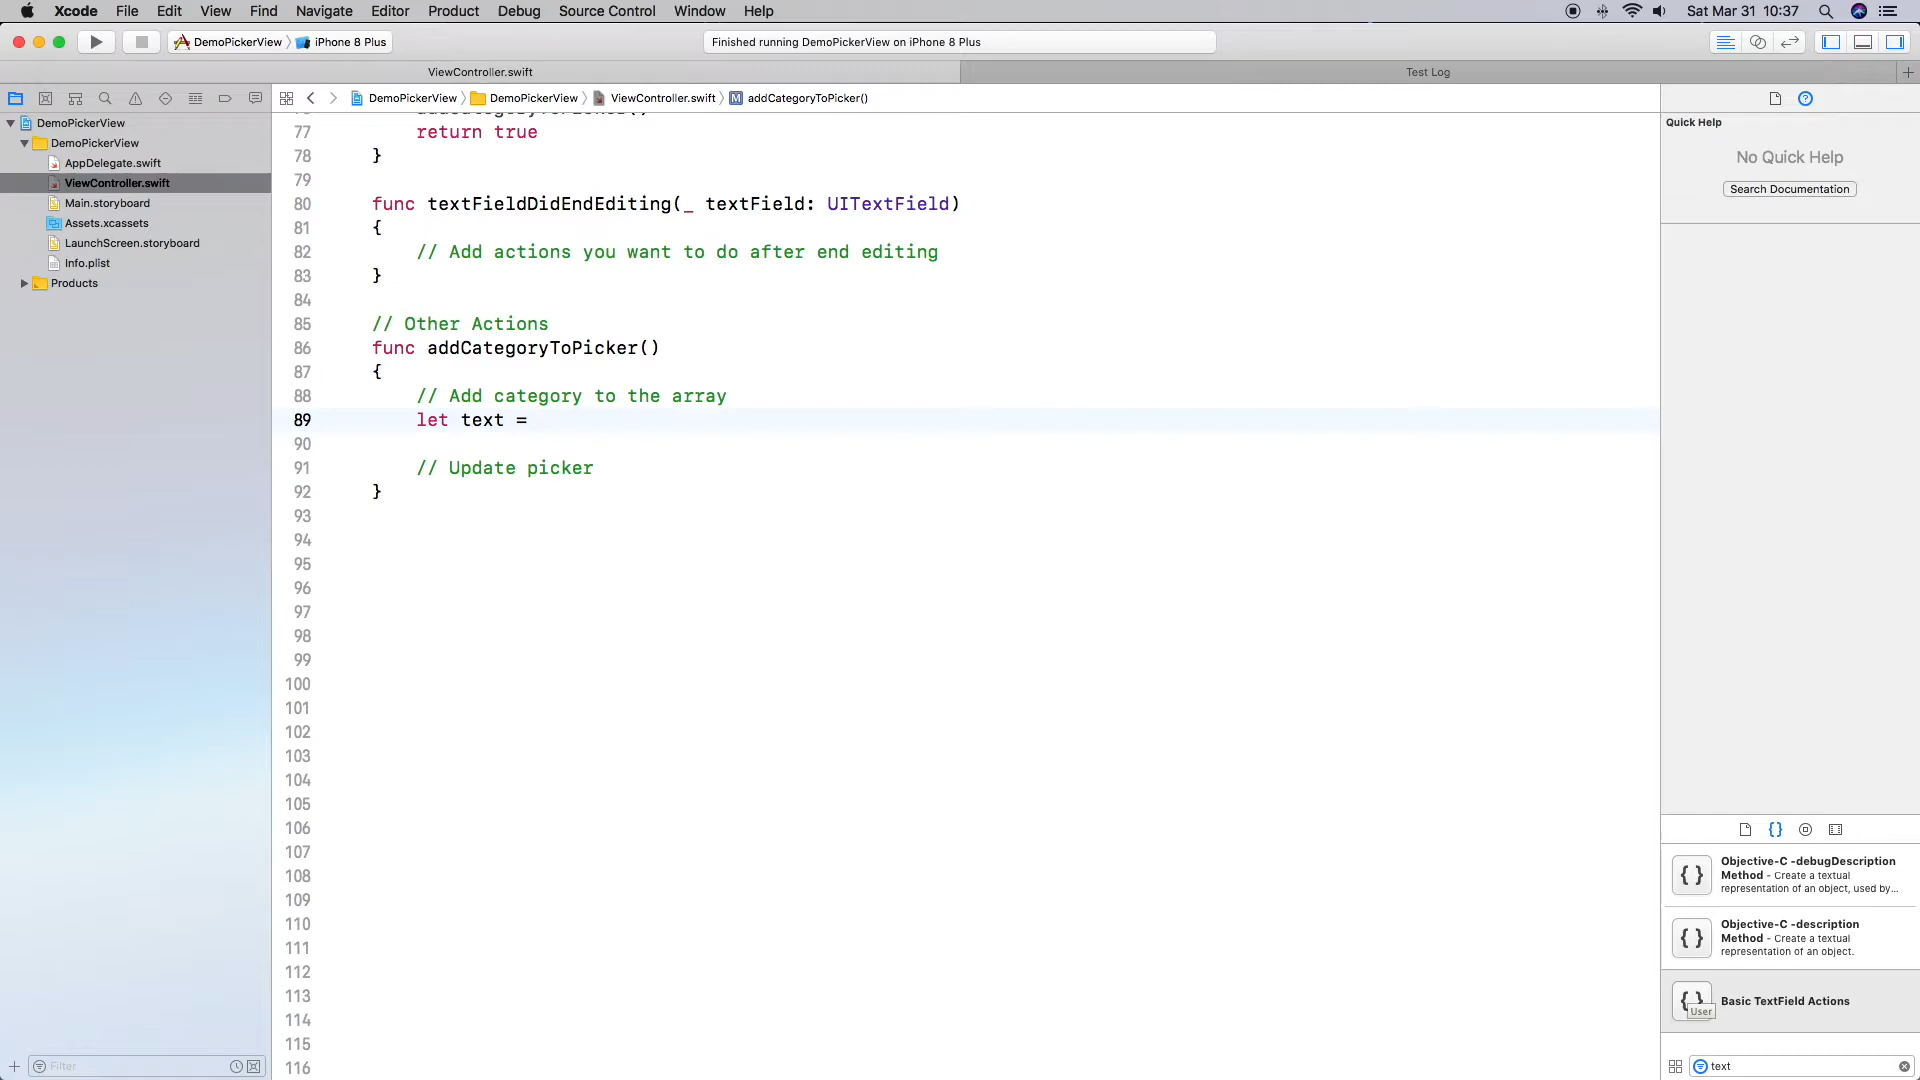 Xcode File Edit View Find Navigate Editor Product Debug Source Control Window Help
Sat Mar 31 10:37
DemoPickerView iPhone 8 Plus
Finished running DemoPickerView on iPhone 8 Plus
ViewController.swift
Test Log
DemoPickerView
DemoPickerView
AppDelegate.swift
ViewController.swift
Main.storyboard
Assets.xcassets
LaunchScreen.storyboard
Info.plist
Products
Filter
DemoPickerView DemoPickerView ViewController.swift M addCategoryToPicker()
77 return true
78 }
79
80 func textFieldDidEndEditing(_ textField: UITextField)
81 {
82 // Add actions you want to do after end editing
83 }
84
85 // Other Actions
86 func addCategoryToPicker()
87 {
88 // Add category to the array
89 let text =
90
91 // Update picker
92 }
93
94
95
96
97
98
99
100
101
102
103
104
105
106
107
108
109
110
111
112
113
114
115
116
Quick Help
No Quick Help
Search Documentation
{}
{ } Objective-C -debugDescription
Method - Create a textual
representation of an object, used by...
{ } Objective-C -description
Method - Create a textual
representation of an object.
Basic TextField Actions
User
text